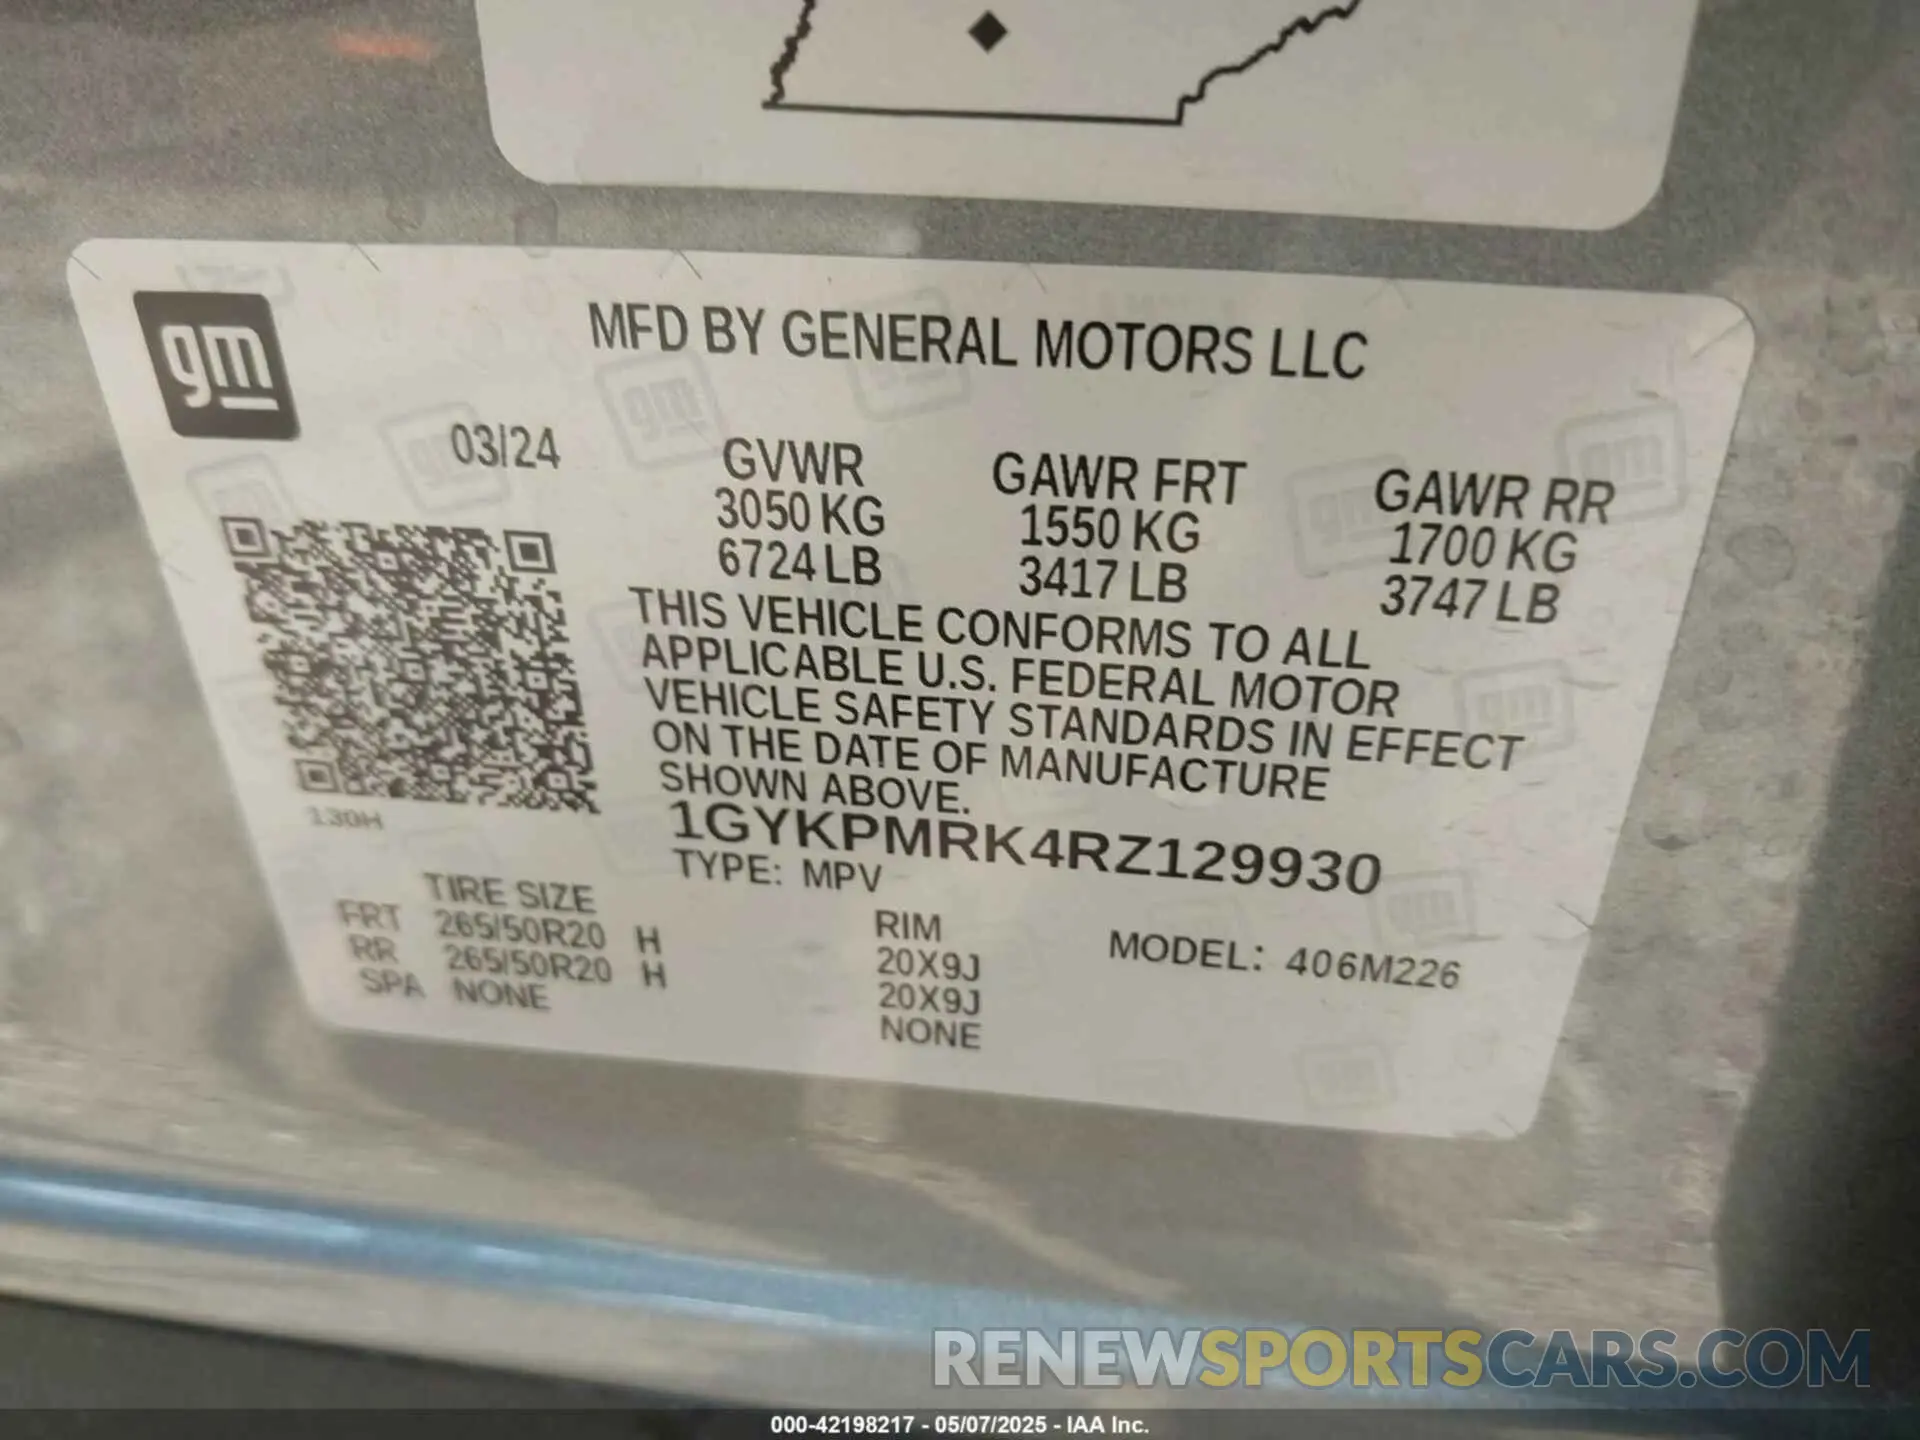 gm
MFD BY GENERAL MOTORS LLC
03/24
GVWR
3050 KG
6724 LB
GAWR FRT
1550 KG
3417 LB
GAWR RR
1700 KG
3747 LB
THIS VEHICLE CONFORMS TO ALL
APPLICABLE U.S. FEDERAL MOTOR
VEHICLE SAFETY STANDARDS IN EFFECT
ON THE DATE OF MANUFACTURE
SHOWN ABOVE.
1GYKPMRK4RZ129930
TYPE: MPV
130H
TIRE SIZE
FRT 265/50R20 H
RR 265/50R20 H
SPA NONE
RIM
20X9J
20X9J
NONE
MODEL: 406M226
RENEWSPORTSCARS.COM
000-42198217 - 05/07/2025 - IAA Inc.